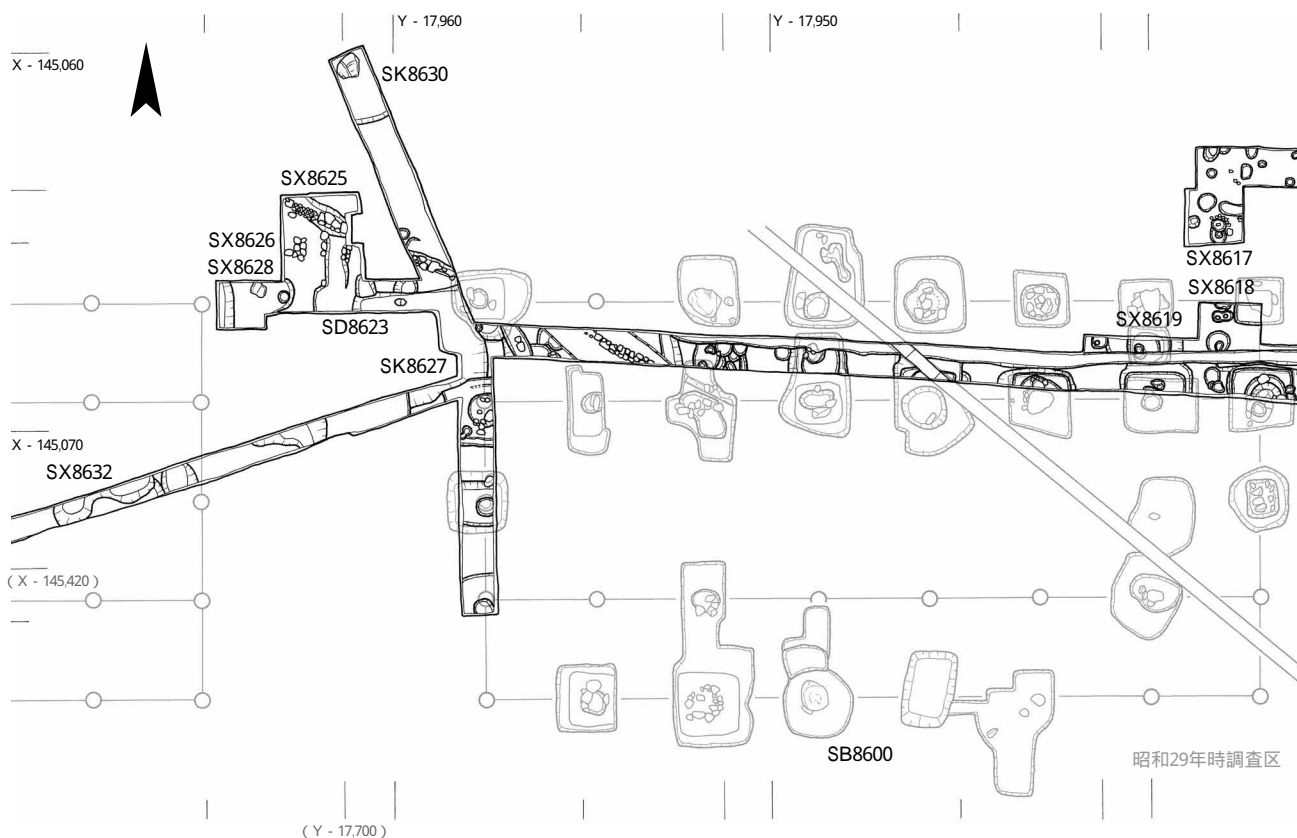 Y - 17,960
Y - 17,950
X - 145,060
SK8630
SX8625
SX8626
SX8628
SX8617
SX8618
SX8619
SD8623
SK8627
X - 145,070
SX8632
( X - 145,420 )
SB8600
昭和29年時調査区
( Y - 17,700 )